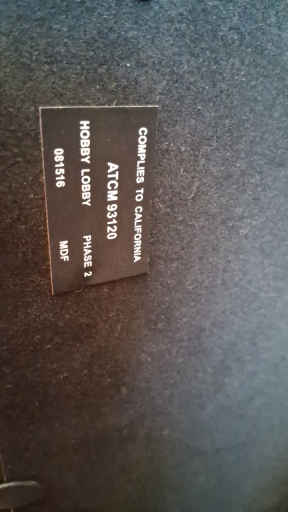 COMPLIES TO CALIFORNIA
ATCM 93120
HOBBY LOBBY PHASE 2
081516 MDF